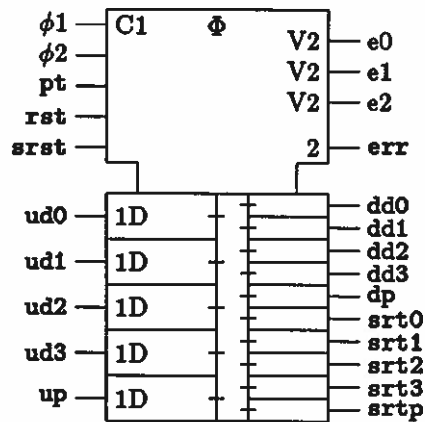 ϕ1 C1 Φ
ϕ2 V2 e0
pt V2 e1
rst V2 e2
srst 2 err
ud0 1D dd0
dd1
ud1 1D dd2
dd3
ud2 1D dp
srt0
ud3 1D srt1
srt2
up 1D srt3
srtp